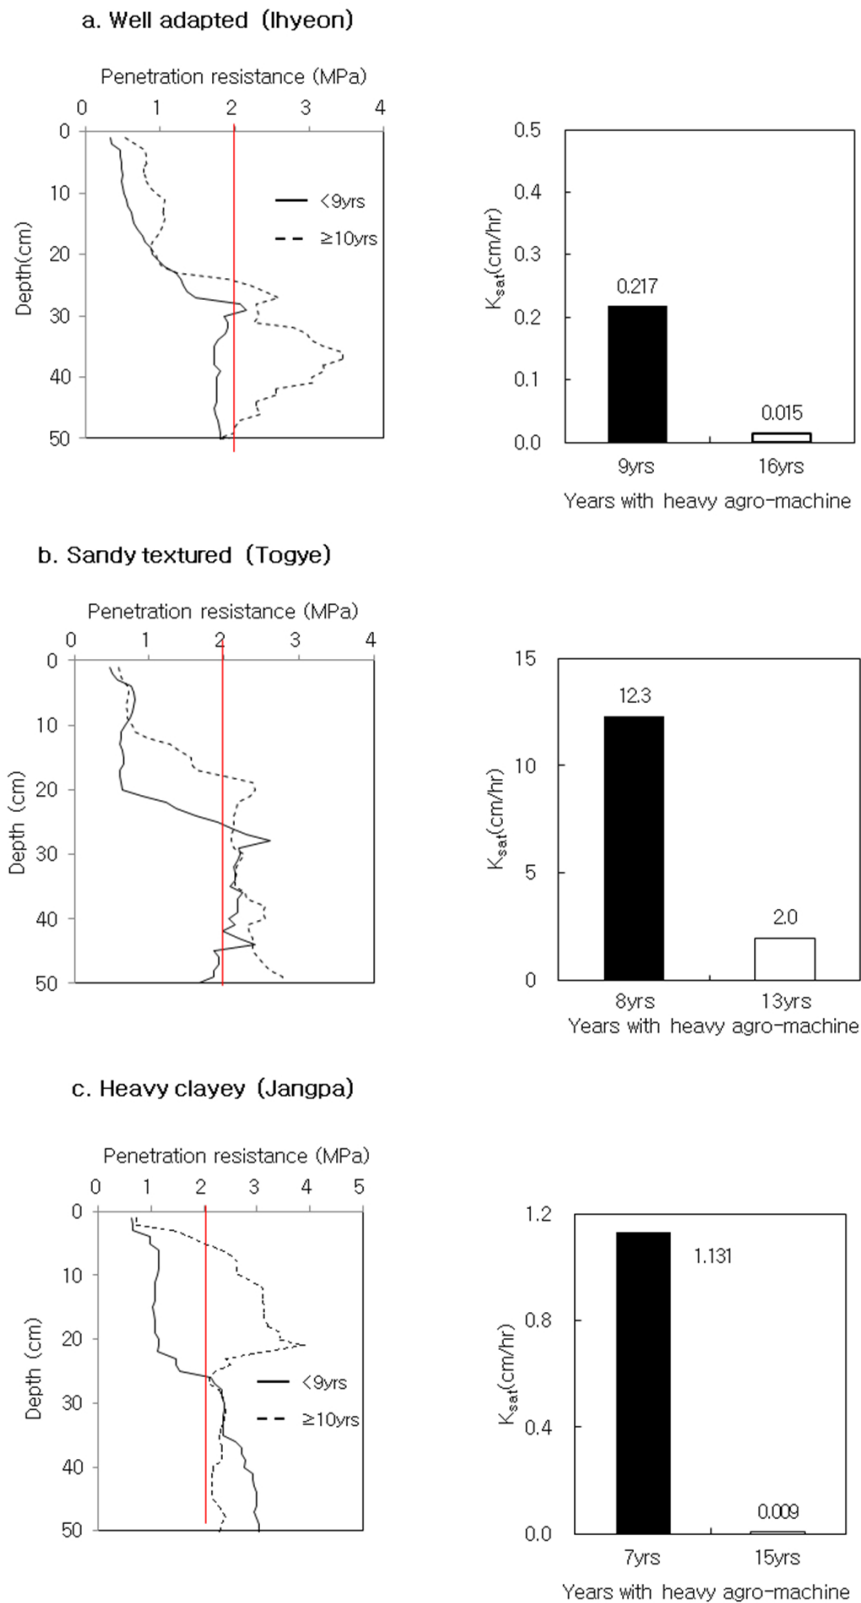 a. Well adapted (Ihyeon)
Penetration resistance (MPa)
0 1 2 3 4
0
10
20
30
40
50
Depth(cm)
<9yrs
≥10yrs
0.5
0.4
0.3
0.2
0.1
0.0
Ksat(cm/hr)
0.217
0.015
9yrs 16yrs
Years with heavy agro-machine
b. Sandy textured (Togye)
Penetration resistance (MPa)
0 1 2 3 4
0
10
20
30
40
50
Depth (cm)
15
10
5
0
Ksat(cm/hr)
12.3
2.0
8yrs 13yrs
Years with heavy agro-machine
c. Heavy clayey (Jangpa)
Penetration resistance (MPa)
0 1 2 3 4 5
0
10
20
30
40
50
Depth (cm)
<9yrs
≥10yrs
1.2
0.8
0.4
0.0
Ksat(cm/hr)
1.131
0.009
7yrs 15yrs
Years with heavy agro-machine